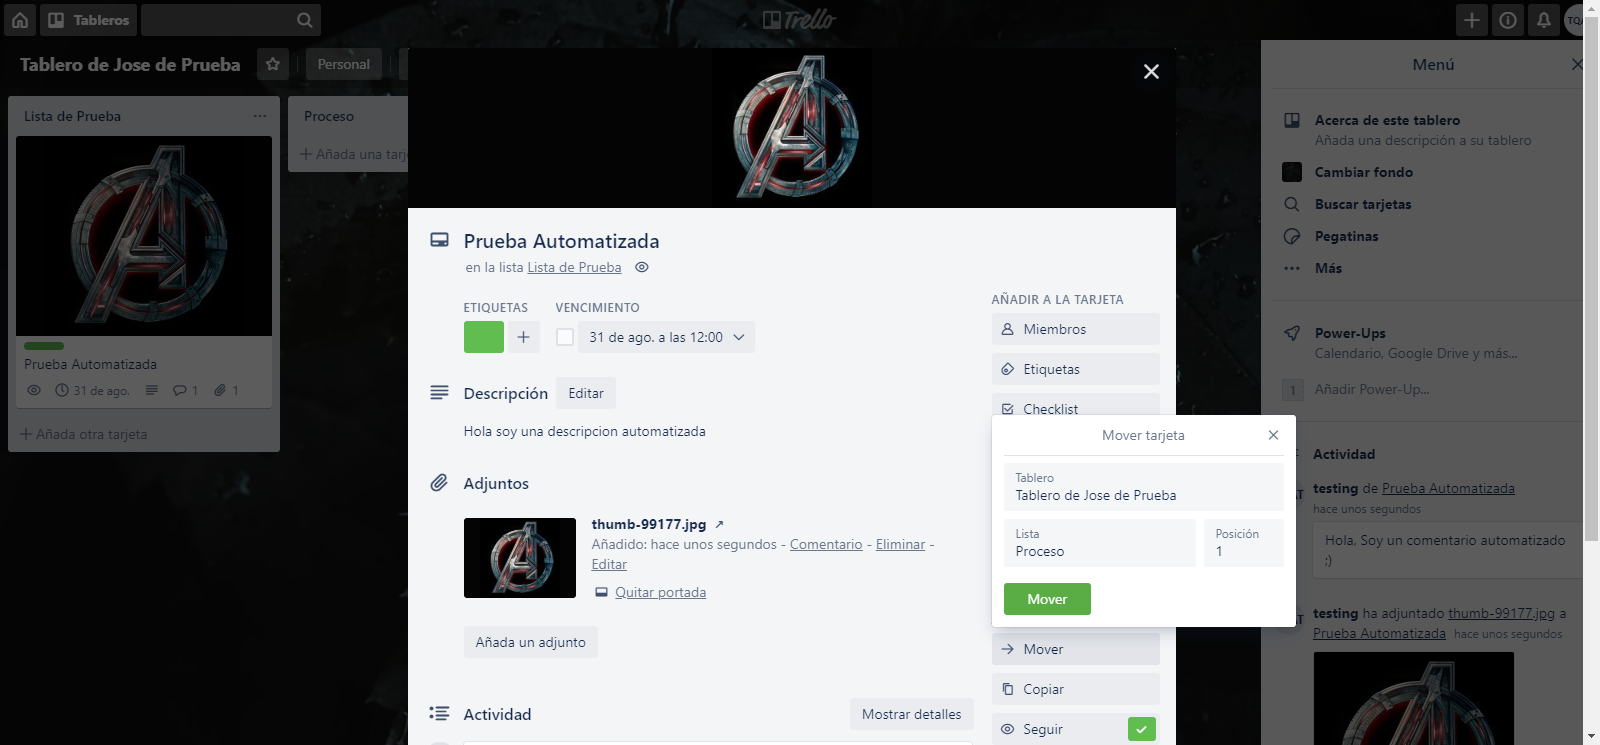 Tableros
Trello
Tablero de Jose de Prueba
Personal
Lista de Prueba
Prueba Automatizada
31 de ago.
1
1
Añada otra tarjeta
Proceso
Añada una tarje
Prueba Automatizada
en la lista Lista de Prueba
ETIQUETAS
VENCIMIENTO
31 de ago. a las 12:00
Descripción
Editar
Hola soy una descripcion automatizada
Adjuntos
thumb-99177.jpg
Añadido: hace unos segundos - Comentario - Eliminar -
Editar
Quitar portada
Añada un adjunto
Actividad
Mostrar detalles
AÑADIR A LA TARJETA
Miembros
Etiquetas
Checklist
Mover tarjeta
Tablero
Tablero de Jose de Prueba
Lista
Proceso
Posición
1
Mover
Mover
Copiar
Seguir
Menú
Acerca de este tablero
Añada una descripción a su tablero
Cambiar fondo
Buscar tarjetas
Pegatinas
Más
Power-Ups
Calendario, Google Drive y más...
1
Añadir Power-Up...
Actividad
testing de Prueba Automatizada
hace unos segundos
Hola, Soy un comentario automatizado
;)
testing ha adjuntado thumb-99177.jpg a
Prueba Automatizada hace unos segundos